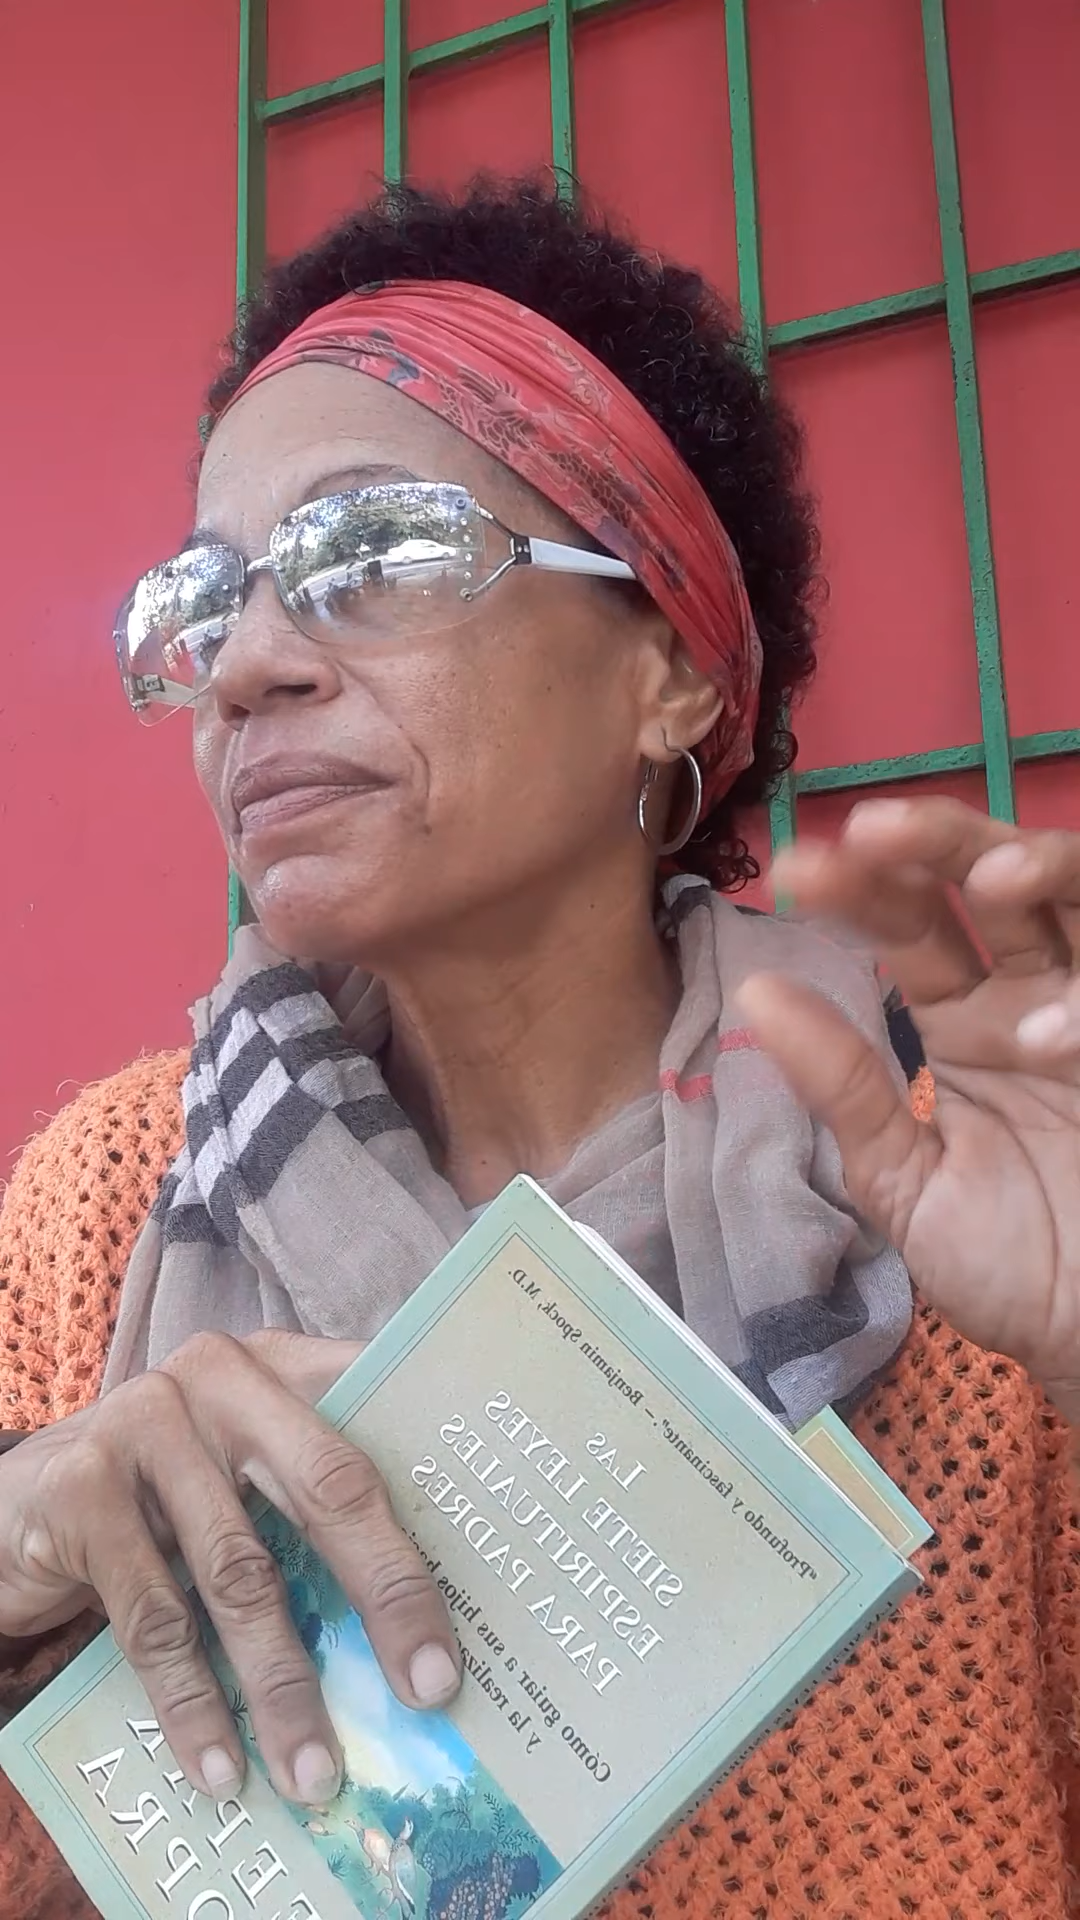 "Profundo y fascinante". – Benjamin Spock, M.D.
LAS
SIETE LEYES
ESPIRITUALES
PARA PADRES
Cómo guiar a sus hijos
y la